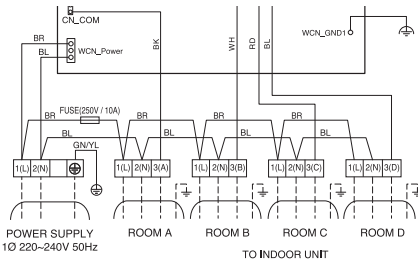 CN_COM
BR
WCN_Power
BL
BK
WH
RD
BL
WCN_GND1
FUSE(250V / 10A)
BR
BR
BR
BR
BL
BL
BL
BL
GN/YL
1(L) 2(N)
1(L) 2(N) 3(A)
1(L) 2(N) 3(B)
1(L) 2(N) 3(C)
1(L) 2(N) 3(D)
POWER SUPPLY
1Ø 220~240V 50Hz
ROOM A
ROOM B
ROOM C
ROOM D
TO INDOOR UNIT